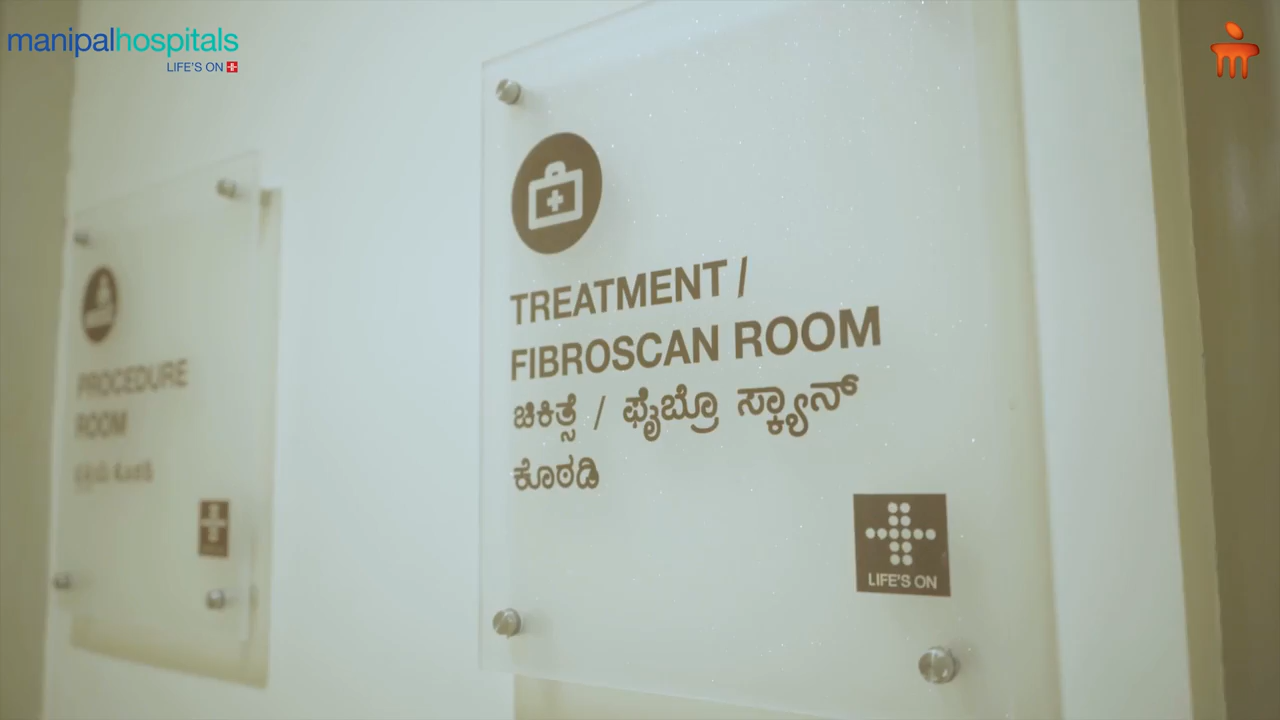 manipalhospitals
LIFE'S ON
TREATMENT /
FIBROSCAN ROOM
ಚಿಕಿತ್ಸೆ / ಫೈಬ್ರೊ ಸ್ಕ್ಯಾನ್
ಕೊಠಡಿ
LIFE'S ON
PROCEDURE
ROOM